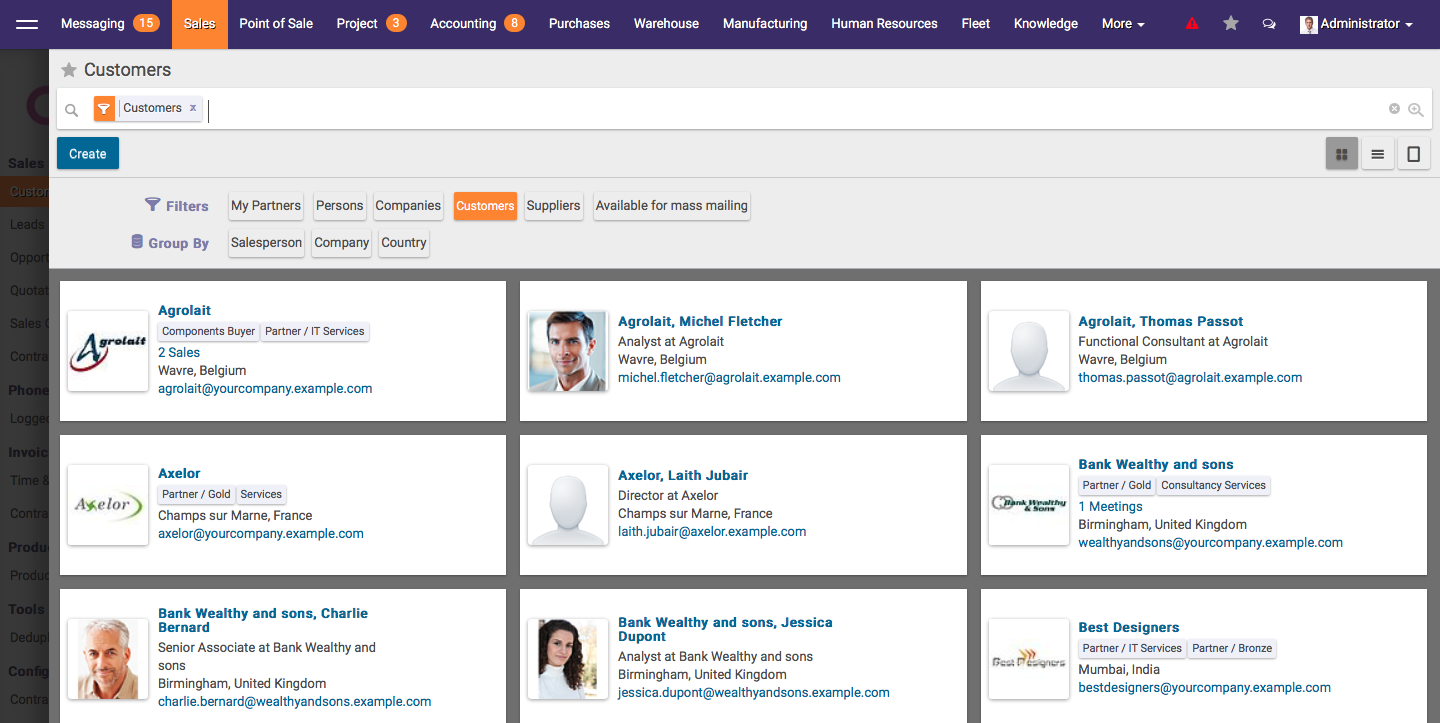 Messaging 15 Sales Point of Sale Project 3 Accounting 8 Purchases Warehouse Manufacturing Human Resources Fleet Knowledge More Administrator
Customers
Customers x
Create
Filters My Partners Persons Companies Customers Suppliers Available for mass mailing
Group By Salesperson Company Country
Sales
Custom
Leads
Opport
Quotat
Sales O
Contra
Phone
Logged
Invoic
Time &
Contra
Produ
Produc
Tools
Dedupl
Config
Contra
Agrolait
Components Buyer Partner / IT Services
2 Sales
Wavre, Belgium
agrolait@yourcompany.example.com
Agrolait
Agrolait, Michel Fletcher
Analyst at Agrolait
Wavre, Belgium
michel.fletcher@agrolait.example.com
Agrolait, Thomas Passot
Functional Consultant at Agrolait
Wavre, Belgium
thomas.passot@agrolait.example.com
Axelor
Partner / Gold Services
Champs sur Marne, France
axelor@yourcompany.example.com
Axelor
Axelor, Laith Jubair
Director at Axelor
Champs sur Marne, France
laith.jubair@axelor.example.com
Bank Wealthy and sons
Partner / Gold Consultancy Services
1 Meetings
Birmingham, United Kingdom
wealthyandsons@yourcompany.example.com
Bank Wealthy
& Sons
Bank Wealthy and sons, Charlie
Bernard
Senior Associate at Bank Wealthy and
sons
Birmingham, United Kingdom
charlie.bernard@wealthyandsons.example.com
Bank Wealthy and sons, Jessica
Dupont
Analyst at Bank Wealthy and sons
Birmingham, United Kingdom
jessica.dupont@wealthyandsons.example.com
Best Designers
Partner / IT Services Partner / Bronze
Mumbai, India
bestdesigners@yourcompany.example.com
Best Designers